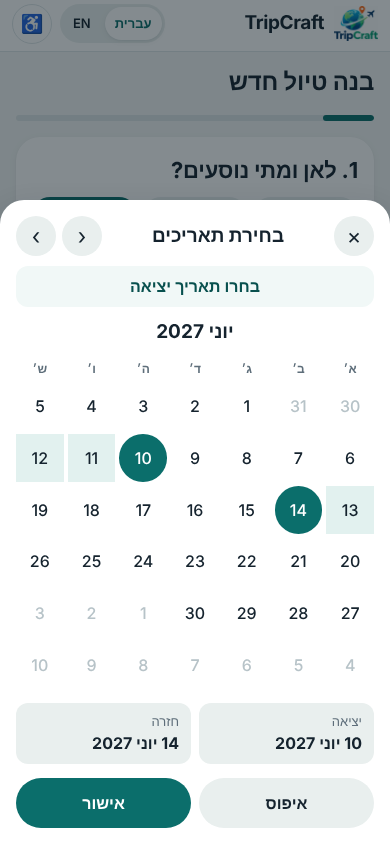 TripCraft
TripCraft
עברית
EN
בנה טיול חדש
1. לאן ומתי נוסעים?
בחירת תאריכים
בחרו תאריך יציאה
יוני 2027
א׳ ב׳ ג׳ ד׳ ה׳ ו׳ ש׳
30 31 1 2 3 4 5
6 7 8 9 10 11 12
13 14 15 16 17 18 19
20 21 22 23 24 25 26
27 28 29 30 1 2 3
4 5 6 7 8 9 10
יציאה
10 יוני 2027
חזרה
14 יוני 2027
איפוס
אישור